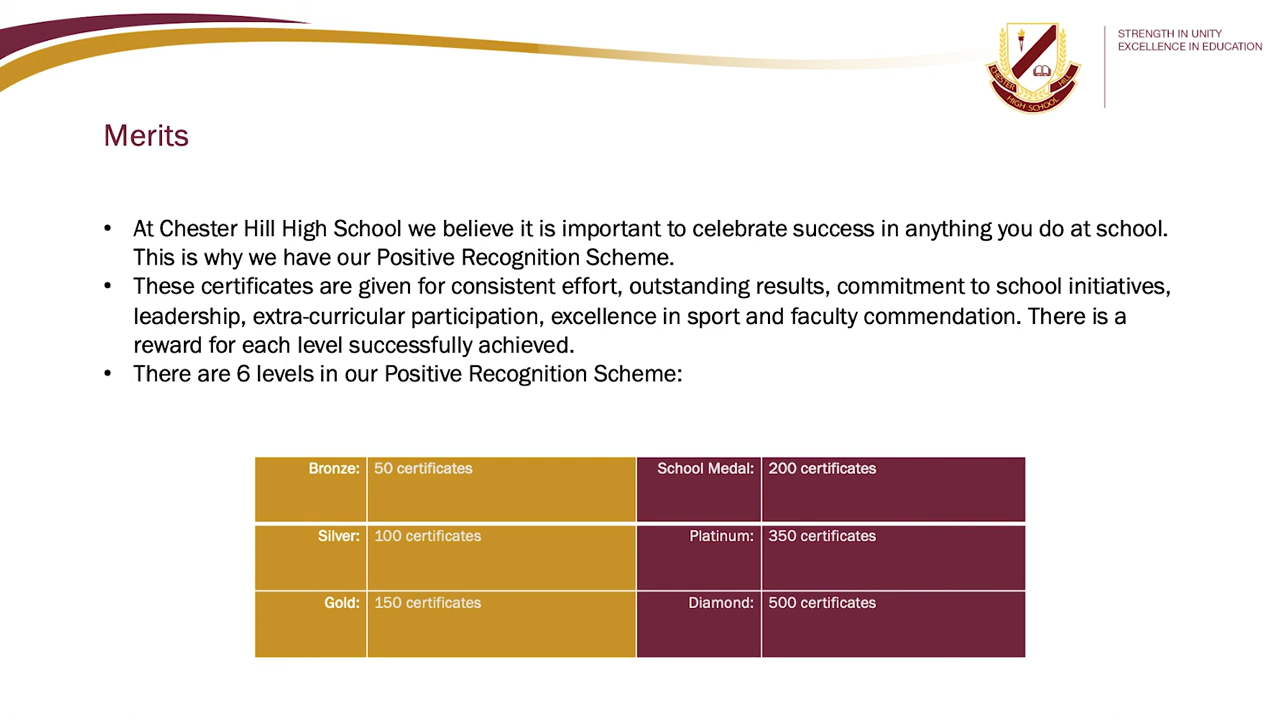 STRENGTH IN UNITY
EXCELLENCE IN EDUCATION
CHESTER HILL
HIGH SCHOOL
Merits
• At Chester Hill High School we believe it is important to celebrate success in anything you do at school.
This is why we have our Positive Recognition Scheme.
• These certificates are given for consistent effort, outstanding results, commitment to school initiatives,
leadership, extra-curricular participation, excellence in sport and faculty commendation. There is a
reward for each level successfully achieved.
• There are 6 levels in our Positive Recognition Scheme:
Bronze: 50 certificates School Medal: 200 certificates
Silver: 100 certificates Platinum: 350 certificates
Gold: 150 certificates Diamond: 500 certificates